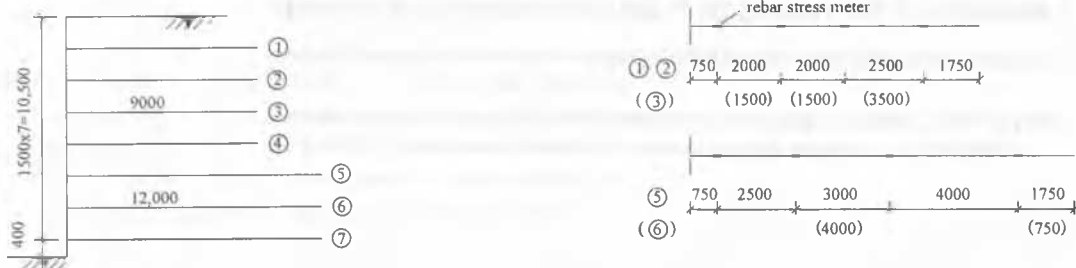 1500x7=10,500
400
①
②
9000
③
④
⑤
12,000
⑥
⑦
rebar stress meter
① ② 750 2000 2000 2500 1750
(③) (1500) (1500) (3500)
⑤ 750 2500 3000 4000 1750
(⑥) (4000) (750)